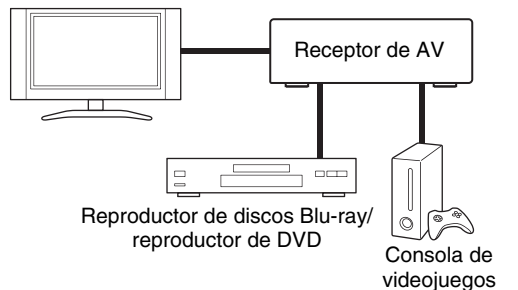 Receptor de AV
Reproductor de discos Blu-ray/
reproductor de DVD
Consola de
videojuegos